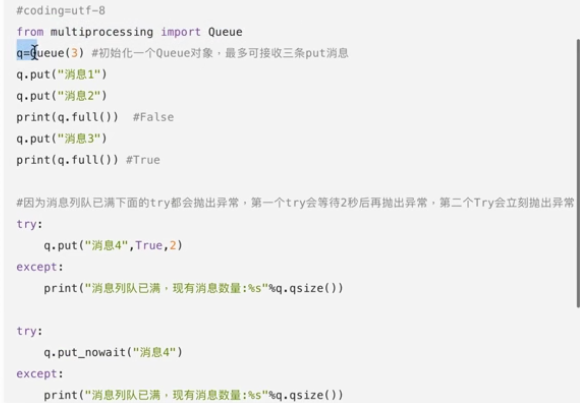 #coding=utf-8
from multiprocessing import Queue
q=Queue(3) #初始化一个Queue对象，最多可接收三条put消息
q.put("消息1")
q.put("消息2")
print(q.full())  #False
q.put("消息3")
print(q.full()) #True
#因为消息列队已满下面的try都会抛出异常，第一个try会等待2秒后再抛出异常，第二个Try会立刻抛出异常
try:
    q.put("消息4",True,2)
except:
    print("消息列队已满，现有消息数量:%s"%q.qsize())
try:
    q.put_nowait("消息4")
except:
    print("消息列队已满，现有消息数量:%s"%q.qsize())